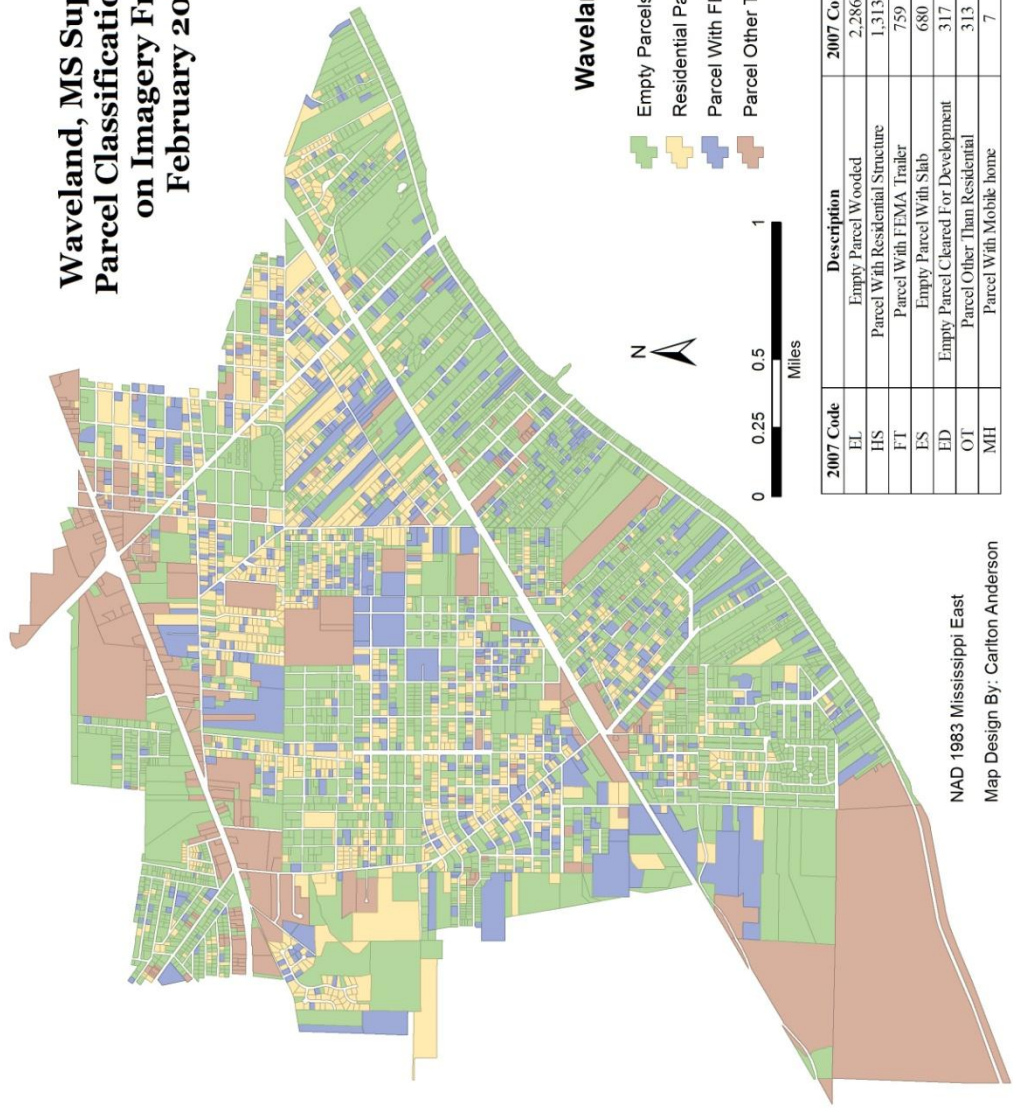 Waveland, MS Sup
Parcel Classificatio
on Imagery Fr
February 20
Wavelan
Empty Parcels
Residential Pa
Parcel With
Parcel Other T
N
0 0.25 0.5 1
Miles
2007 Code Description 2007 Co
EL Empty Parcel Wooded 2,286
HS Parcel With Residential Structure 1,313
FT Parcel With FEMA Trailer 759
ES Empty Parcel With Slab 680
ED Empty Parcel Cleared For Development 317
OT Parcel Other Than Residential 313
MH Parcel With Mobile home 7
NAD 1983 Mississippi East
Map Design By: Carlton Anderson